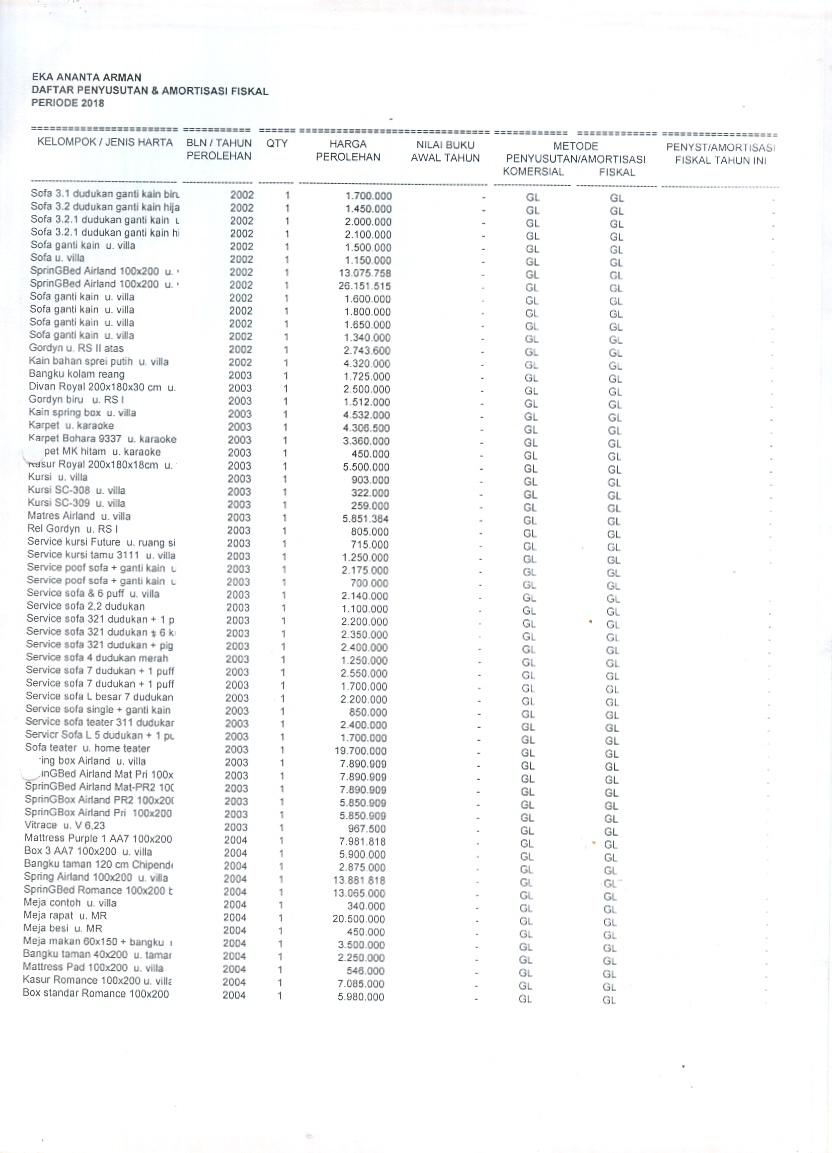 EKA ANANTA ARMAN
DAFTAR PENYUSUTAN & AMORTISASI FISKAL
PERIODE 2018
KELOMPOK / JENIS HARTA BLN / TAHUN QTY HARGA NILAI BUKU METODE PENYST/AMORTISASI
PEROLEHAN PEROLEHAN AWAL TAHUN PENYUSUTAN/AMORTISASI FISKAL TAHUN INI
KOMERSIAL FISKAL
Sofa 3.1 dudukan ganti kain biru 2002 1 1.700.000 - GL GL -
Sofa 3.2 dudukan ganti kain hija 2002 1 1.450.000 - GL GL -
Sofa 3.2.1 dudukan ganti kain u 2002 1 2.000.000 - GL GL -
Sofa 3.2.1 dudukan ganti kain hi 2002 1 2.100.000 - GL GL -
Sofa ganti kain u. villa 2002 1 1.500.000 - GL GL -
Sofa u. villa 2002 1 1.150.000 - GL GL -
SprinGBed Airland 100x200 u. 2002 1 13.075.758 - GL GL -
SprinGBed Airland 100x200 u. 2002 1 26.151.515 - GL GL -
Sofa ganti kain u. villa 2002 1 1.600.000 - GL GL -
Sofa ganti kain u. villa 2002 1 1.800.000 - GL GL -
Sofa ganti kain u. villa 2002 1 1.650.000 - GL GL -
Sofa ganti kain u. villa 2002 1 1.340.000 - GL GL -
Gordyn u. RS II atas 2002 1 2.743.600 - GL GL -
Kain bahan sprei putih u. villa 2002 1 4.320.000 - GL GL -
Bangku kolam reang 2003 1 1.725.000 - GL GL -
Divan Royal 200x180x30 cm u. 2003 1 2.500.000 - GL GL -
Gordyn biru u. RS I 2003 1 1.512.000 - GL GL -
Kain spring box u. villa 2003 1 4.532.000 - GL GL -
Karpet u. karaoke 2003 1 4.306.500 - GL GL -
Karpet Bohara 9337 u. karaoke 2003 1 3.360.000 - GL GL -
pet MK hitam u. karaoke 2003 1 450.000 - GL GL -
Kasur Royal 200x180x18cm u. 2003 1 5.500.000 - GL GL -
Kursi u. villa 2003 1 903.000 - GL GL -
Kursi SC-308 u. villa 2003 1 322.000 - GL GL -
Kursi SC-309 u. villa 2003 1 259.000 - GL GL -
Matres Airland u. villa 2003 1 5.851.364 - GL GL -
Rel Gordyn u. RS I 2003 1 805.000 - GL GL -
Service kursi Future u. ruang si 2003 1 715.000 - GL GL -
Service kursi tamu 3111 u. villa 2003 1 1.250.000 - GL GL -
Service poof sofa + ganti kain u 2003 1 2.175.000 - GL GL -
Service poof sofa + ganti kain u 2003 1 700.000 - GL GL -
Service sofa & 6 puff u. villa 2003 1 2.140.000 - GL GL -
Service sofa 2,2 dudukan 2003 1 1.100.000 - GL GL -
Service sofa 321 dudukan + 1 p 2003 1 2.200.000 - GL GL -
Service sofa 321 dudukan + 6 k 2003 1 2.350.000 - GL GL -
Service sofa 321 dudukan + pig 2003 1 2.400.000 - GL GL -
Service sofa 4 dudukan merah 2003 1 1.250.000 - GL GL -
Service sofa 7 dudukan + 1 puff 2003 1 2.550.000 - GL GL -
Service sofa 7 dudukan + 1 puff 2003 1 1.700.000 - GL GL -
Service sofa L besar 7 dudukan 2003 1 2.200.000 - GL GL -
Service sofa single + ganti kain 2003 1 850.000 - GL GL -
Service sofa teater 311 dudukar 2003 1 2.400.000 - GL GL -
Servicr Sofa L 5 dudukan + 1 pu 2003 1 1.700.000 - GL GL -
Sofa teater u. home teater 2003 1 19.700.000 - GL GL -
ing box Airland u. villa 2003 1 7.890.909 - GL GL -
inGBed Airland Mat Pri 100x 2003 1 7.890.909 - GL GL -
SprinGBed Airland Mat-PR2 100 2003 1 7.890.909 - GL GL -
SprinGBox Airland PR2 100x200 2003 1 5.850.909 - GL GL -
SprinGBox Airland Pri 100x200 2003 1 5.850.909 - GL GL -
Vitrace u. V 6,23 2003 1 967.500 - GL GL -
Mattress Purple 1 AA7 100x200 2004 1 7.981.818 - GL GL -
Box 3 AA7 100x200 u. villa 2004 1 5.900.000 - GL GL -
Bangku taman 120 cm Chipende 2004 1 2.875.000 - GL GL -
Spring Airland 100x200 u. villa 2004 1 13.881.818 - GL GL -
SprinGBed Romance 100x200 b 2004 1 13.065.000 - GL GL -
Meja contoh u. villa 2004 1 340.000 - GL GL -
Meja rapat u. MR 2004 1 20.500.000 - GL GL -
Meja besi u. MR 2004 1 450.000 - GL GL -
Meja makan 60x150 + bangku 2004 1 3.500.000 - GL GL -
Bangku taman 40x200 u. tamar 2004 1 2.250.000 - GL GL -
Mattress Pad 100x200 u. villa 2004 1 546.000 - GL GL -
Kasur Romance 100x200 u. villa 2004 1 7.085.000 - GL GL -
Box standar Romance 100x200 2004 1 5.980.000 - GL GL -